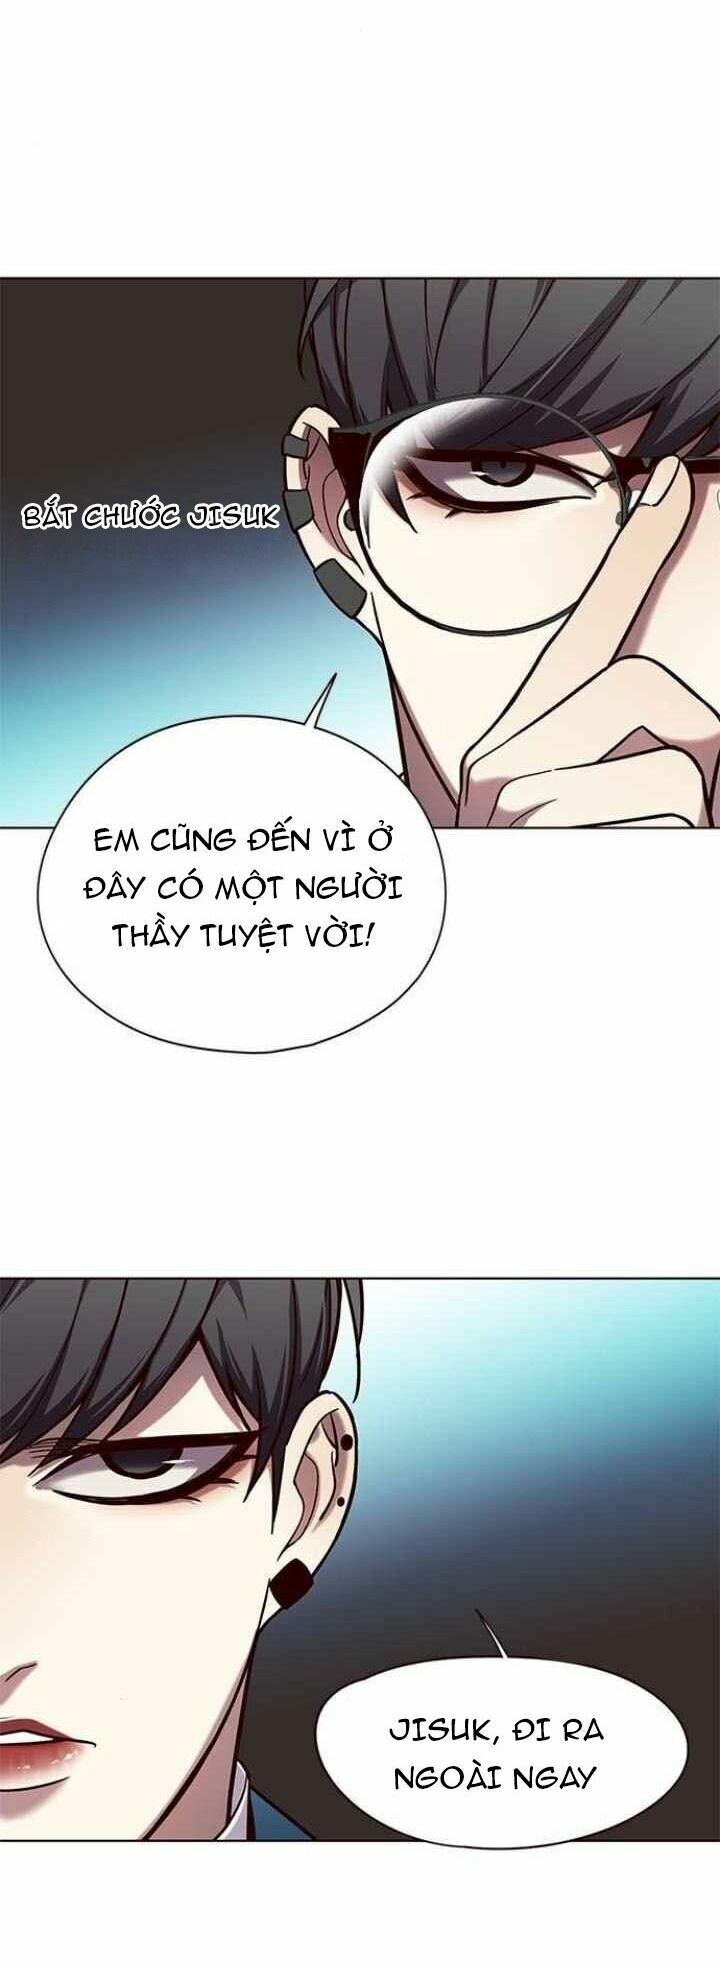 BẮT CHƯỚC JISUK
EM CŨNG ĐẾN VÌ Ở
ĐÂY CÓ MỘT NGƯỜI
THẦY TUYỆT VỜI!
JISUK, ĐI RA
NGOÀI NGAY